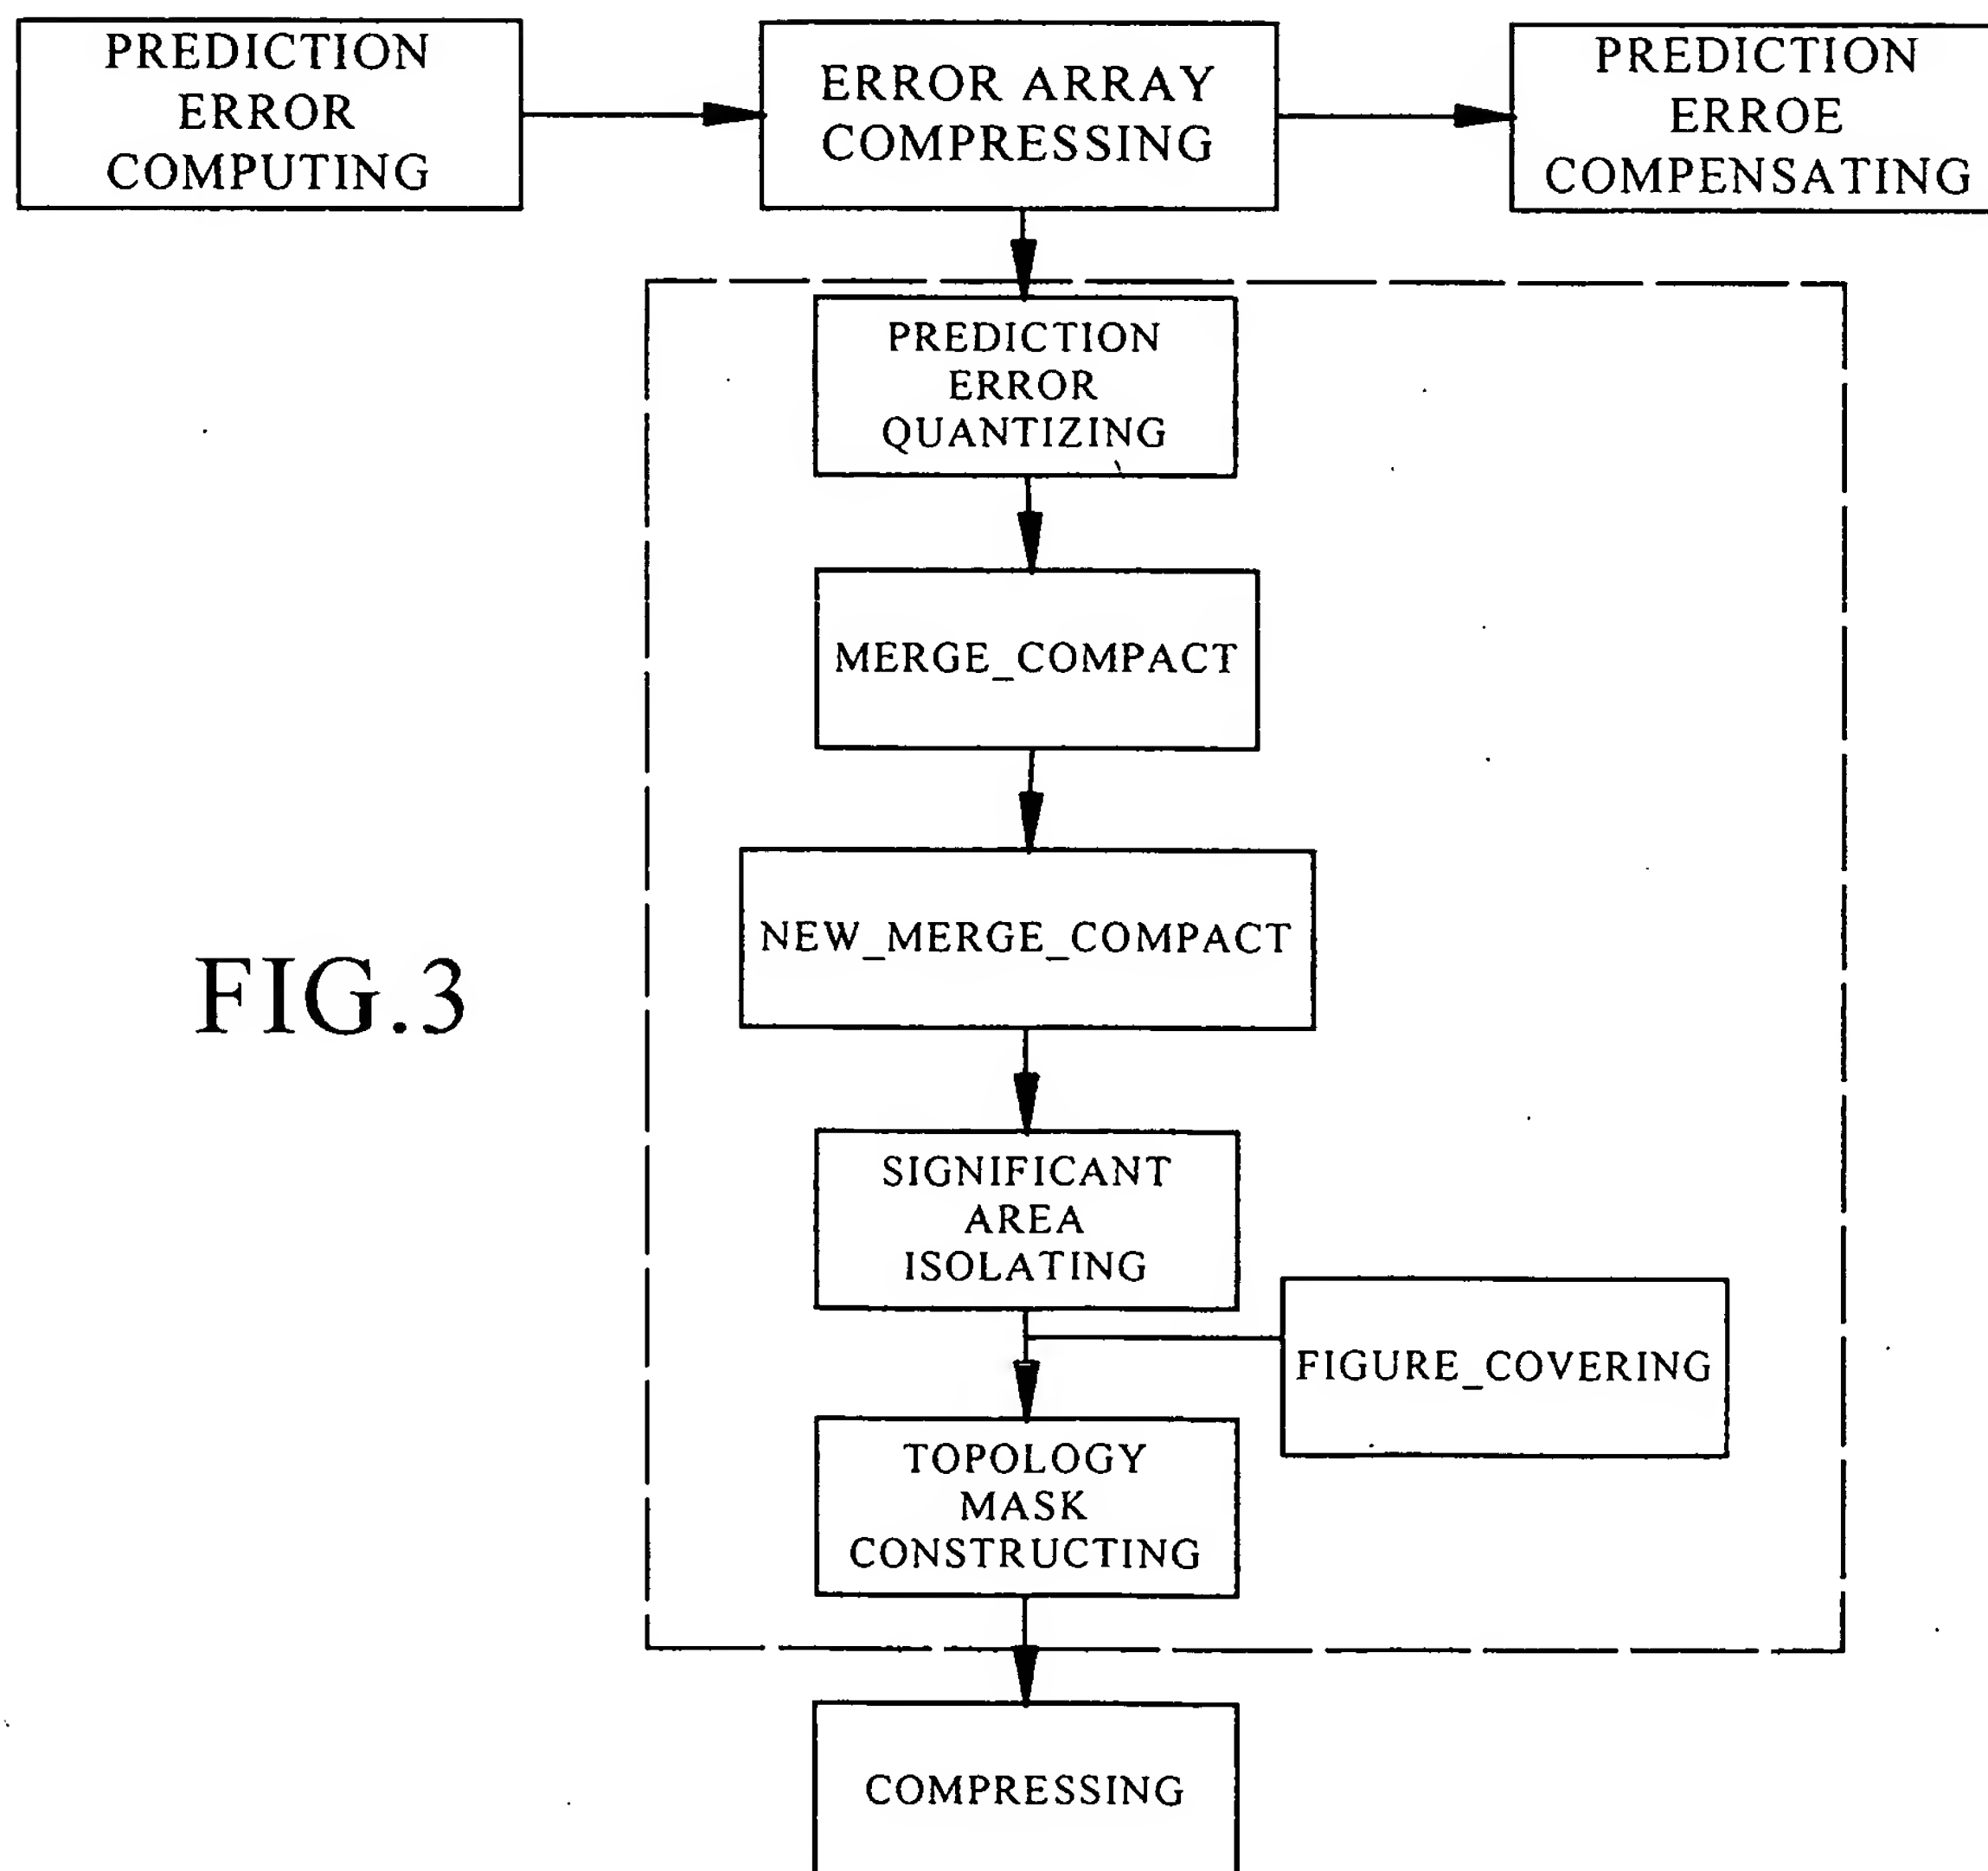 PREDICTION
ERROR
COMPUTING
ERROR ARRAY
COMPRESSING
PREDICTION
ERROE
COMPENSATING
PREDICTION
ERROR
QUANTIZING
MERGE_COMPACT
NEW_MERGE_COMPACT
FIG.3
SIGNIFICANT
AREA
ISOLATING
FIGURE_COVERING
TOPOLOGY
MASK
CONSTRUCTING
COMPRESSING